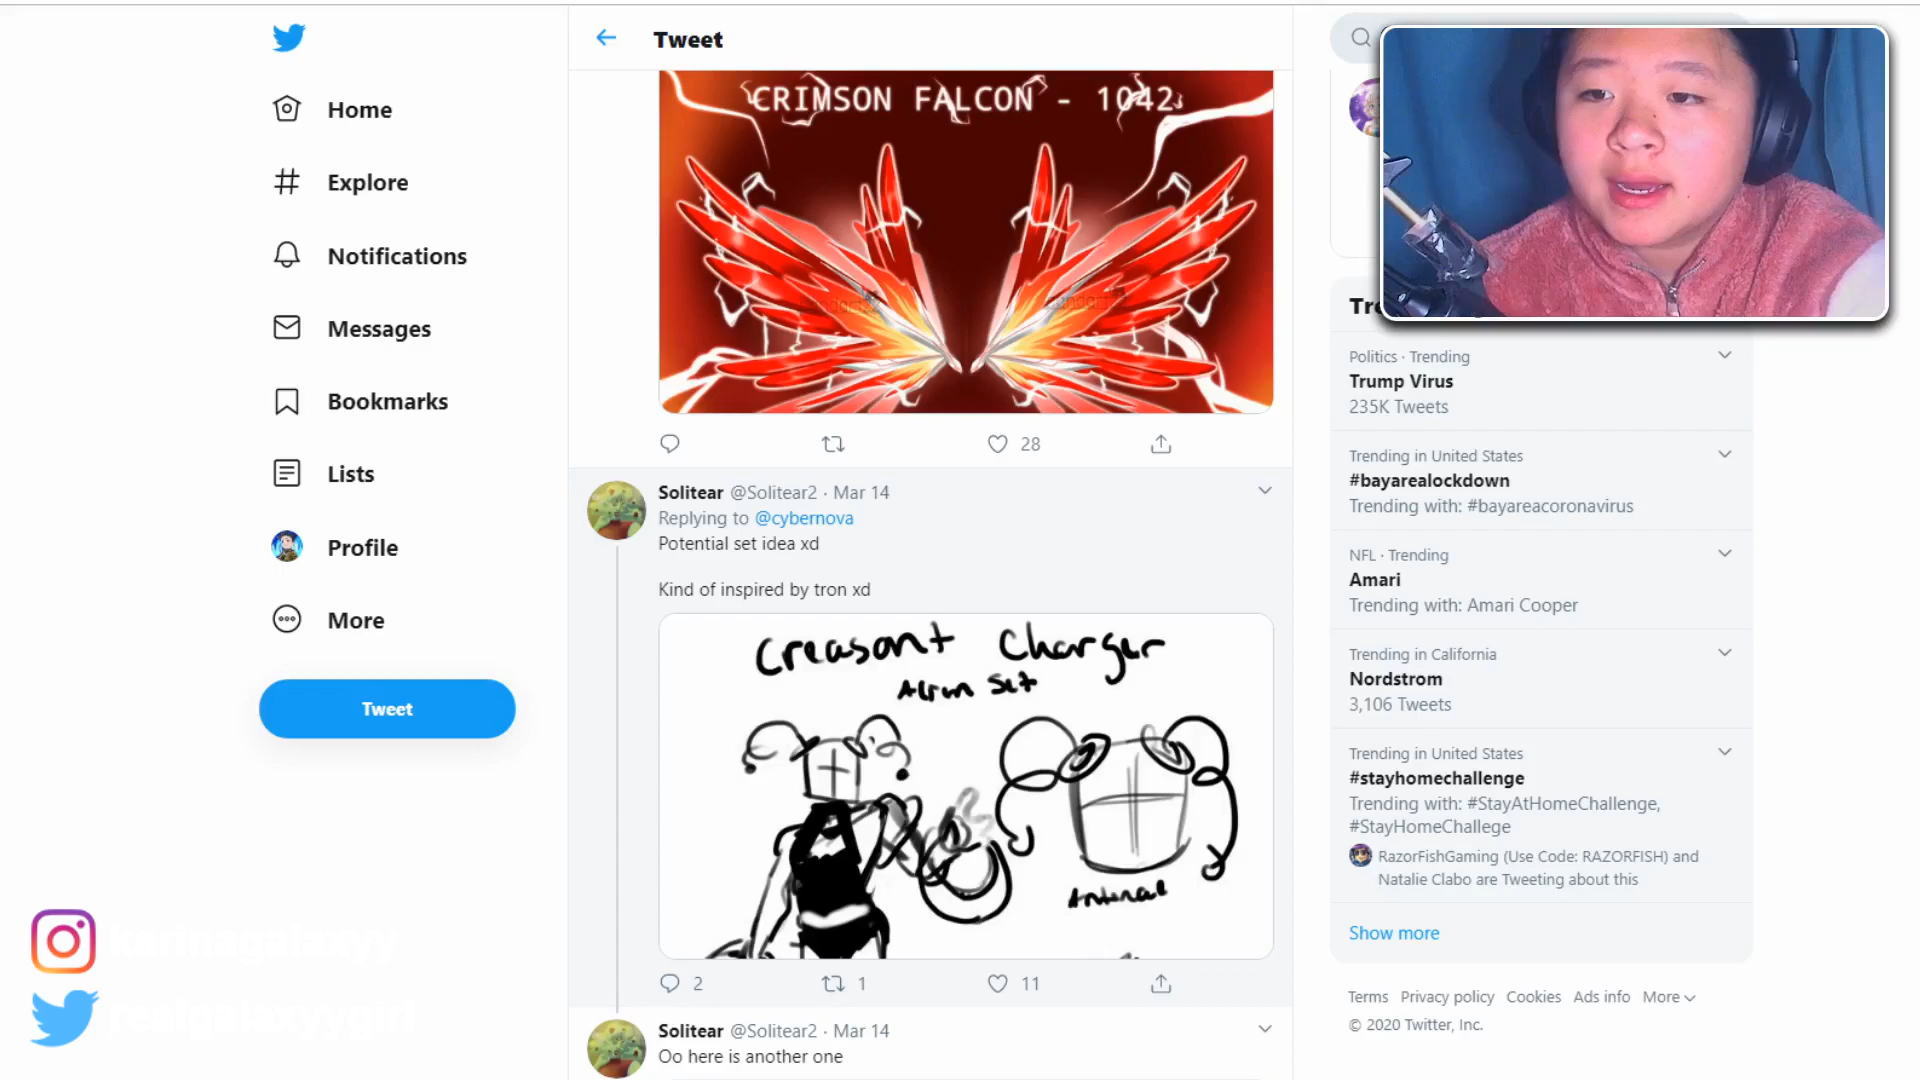 Tweet
Home
Explore
Notifications
Messages
Bookmarks
Lists
Profile
More
Tweet
karinagalaxyy
realgalaxyygirl
CRIMSON FALCON - 1042
28
Solitear @Solitear2 · Mar 14
Replying to @cybernova
Potential set idea xd
Kind of inspired by tron xd
Creasont Charger
Set
2
1
11
Solitear @Solitear2 · Mar 14
Oo here is another one
Politics · Trending
Trump Virus
235K Tweets
Trending in United States
#bayarealockdown
Trending with: #bayareacoronavirus
NFL · Trending
Amari
Trending with: Amari Cooper
Trending in California
Nordstrom
3,106 Tweets
Trending in United States
#stayhomechallenge
Trending with: #StayAtHomeChallenge,
#StayHomeChallege
RazorFishGaming (Use Code: RAZORFISH) and
Natalie Clabo are Tweeting about this
Show more
Terms Privacy policy Cookies Ads info More
© 2020 Twitter, Inc.